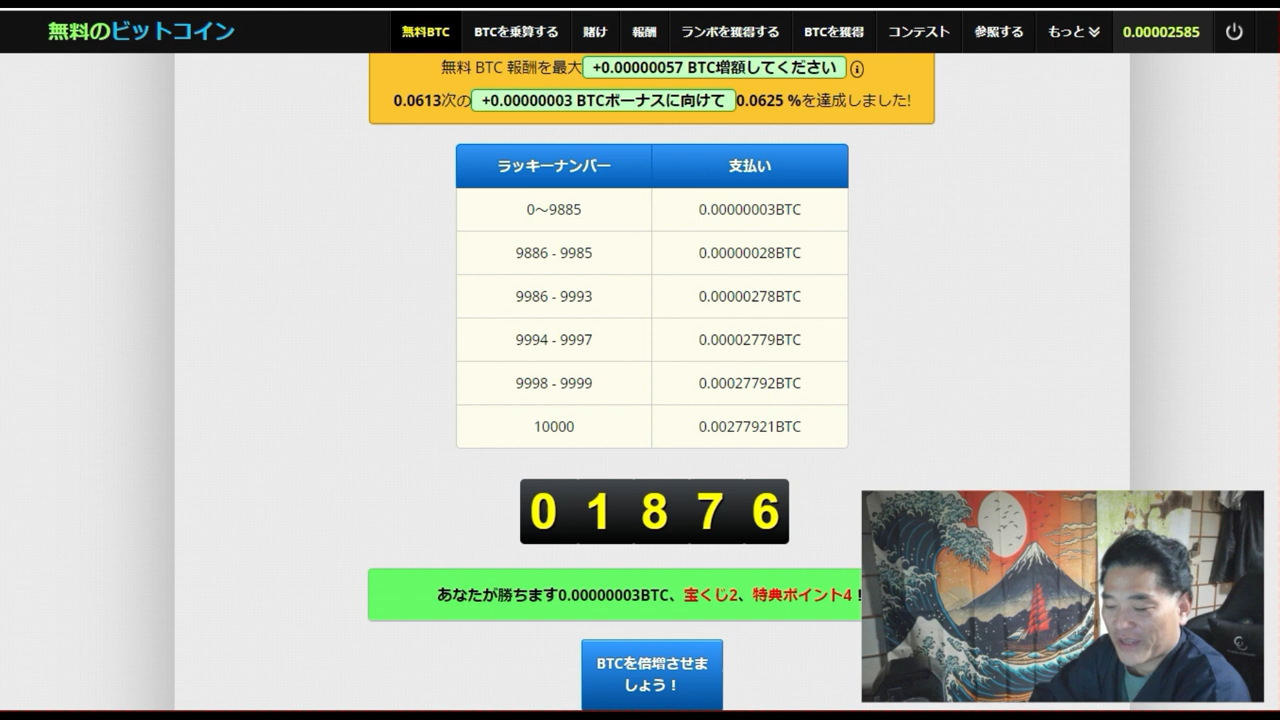 無料のビットコイン 無料BTC BTCを乗算する 賭け 報酬 ランボを獲得する BTCを獲得 コンテスト 参照する もっと 0.00002585
無料 BTC 報酬を最大 +0.00000057 BTC増額してください
0.0613次の +0.00000003 BTCボーナスに向けて 0.0625 %を達成しました!
ラッキーナンバー 支払い
0〜9885 0.00000003BTC
9886 - 9985 0.00000028BTC
9986 - 9993 0.00000278BTC
9994 - 9997 0.00002779BTC
9998 - 9999 0.00027792BTC
10000 0.00277921BTC
0 1 8 7 6
あなたが勝ちます0.00000003BTC、宝くじ2、特典ポイント4 !
BTCを倍増させま
しょう！